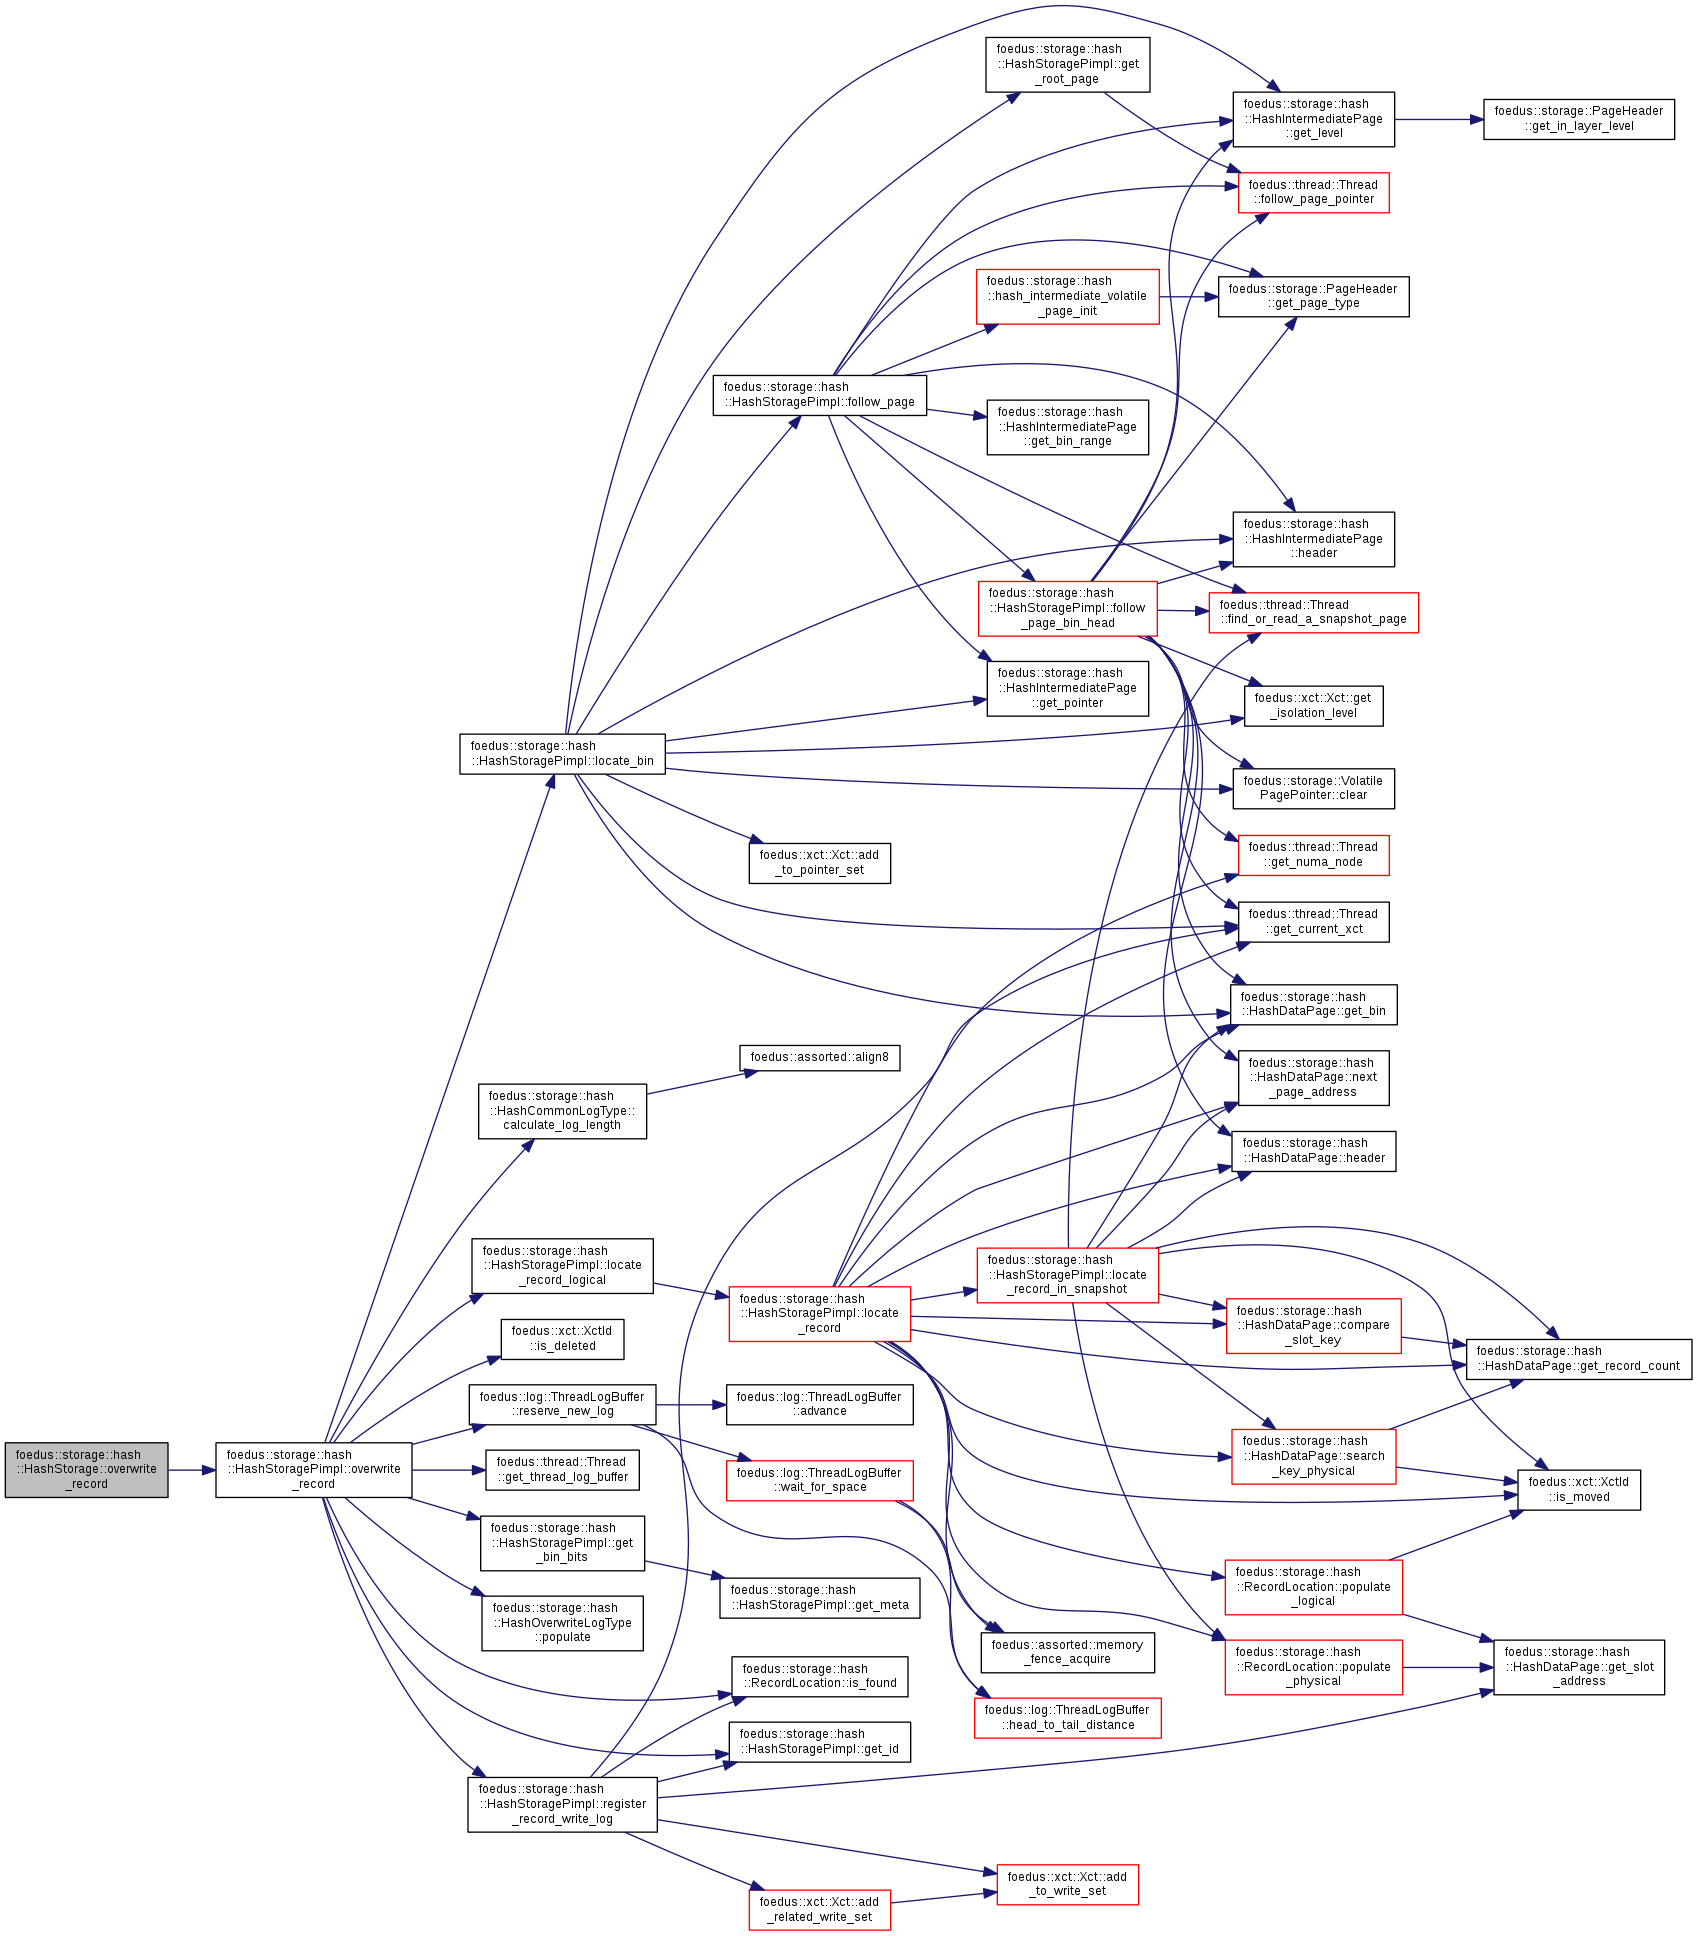 foedus::storage::hash
::HashStorage::overwrite
_record
foedus::storage::hash
::HashStoragePimpl::overwrite
_record
foedus::storage::hash
::HashStoragePimpl::locate_bin
foedus::storage::hash
::HashCommonLogType::
calculate_log_length
foedus::storage::hash
::HashStoragePimpl::locate
_record_logical
foedus::xct::XctId
::is_deleted
foedus::log::ThreadLogBuffer
::reserve_new_log
foedus::thread::Thread
::get_thread_log_buffer
foedus::storage::hash
::HashStoragePimpl::get
_bin_bits
foedus::storage::hash
::HashOverwriteLogType
::populate
foedus::storage::hash
::HashStoragePimpl::register
_record_write_log
foedus::storage::hash
::HashStoragePimpl::follow_page
foedus::xct::Xct::add
_to_pointer_set
foedus::assorted::align8
foedus::storage::hash
::HashStoragePimpl::locate
_record
foedus::log::ThreadLogBuffer
::advance
foedus::log::ThreadLogBuffer
::wait_for_space
foedus::storage::hash
::HashStoragePimpl::get_meta
foedus::storage::hash
::RecordLocation::is_found
foedus::storage::hash
::HashStoragePimpl::get_id
foedus::xct::Xct::add
_related_write_set
foedus::storage::hash
::HashStoragePimpl::get
_root_page
foedus::storage::hash
::hash_intermediate_volatile
_page_init
foedus::storage::hash
::HashIntermediatePage
::get_bin_range
foedus::storage::hash
::HashStoragePimpl::follow
_page_bin_head
foedus::storage::hash
::HashIntermediatePage
::get_pointer
foedus::storage::hash
::HashStoragePimpl::locate
_record_in_snapshot
foedus::assorted::memory
_fence_acquire
foedus::log::ThreadLogBuffer
::head_to_tail_distance
foedus::xct::Xct::add
_to_write_set
foedus::storage::hash
::HashIntermediatePage
::get_level
foedus::thread::Thread
::follow_page_pointer
foedus::storage::PageHeader
::get_page_type
foedus::storage::hash
::HashIntermediatePage
::header
foedus::thread::Thread
::find_or_read_a_snapshot_page
foedus::xct::Xct::get
_isolation_level
foedus::storage::Volatile
PagePointer::clear
foedus::thread::Thread
::get_numa_node
foedus::thread::Thread
::get_current_xct
foedus::storage::hash
::HashDataPage::get_bin
foedus::storage::hash
::HashDataPage::next
_page_address
foedus::storage::hash
::HashDataPage::header
foedus::storage::hash
::HashDataPage::compare
_slot_key
foedus::storage::hash
::HashDataPage::search
_key_physical
foedus::storage::hash
::RecordLocation::populate
_logical
foedus::storage::hash
::RecordLocation::populate
_physical
foedus::storage::PageHeader
::get_in_layer_level
foedus::storage::hash
::HashDataPage::get_record_count
foedus::xct::XctId
::is_moved
foedus::storage::hash
::HashDataPage::get_slot
_address